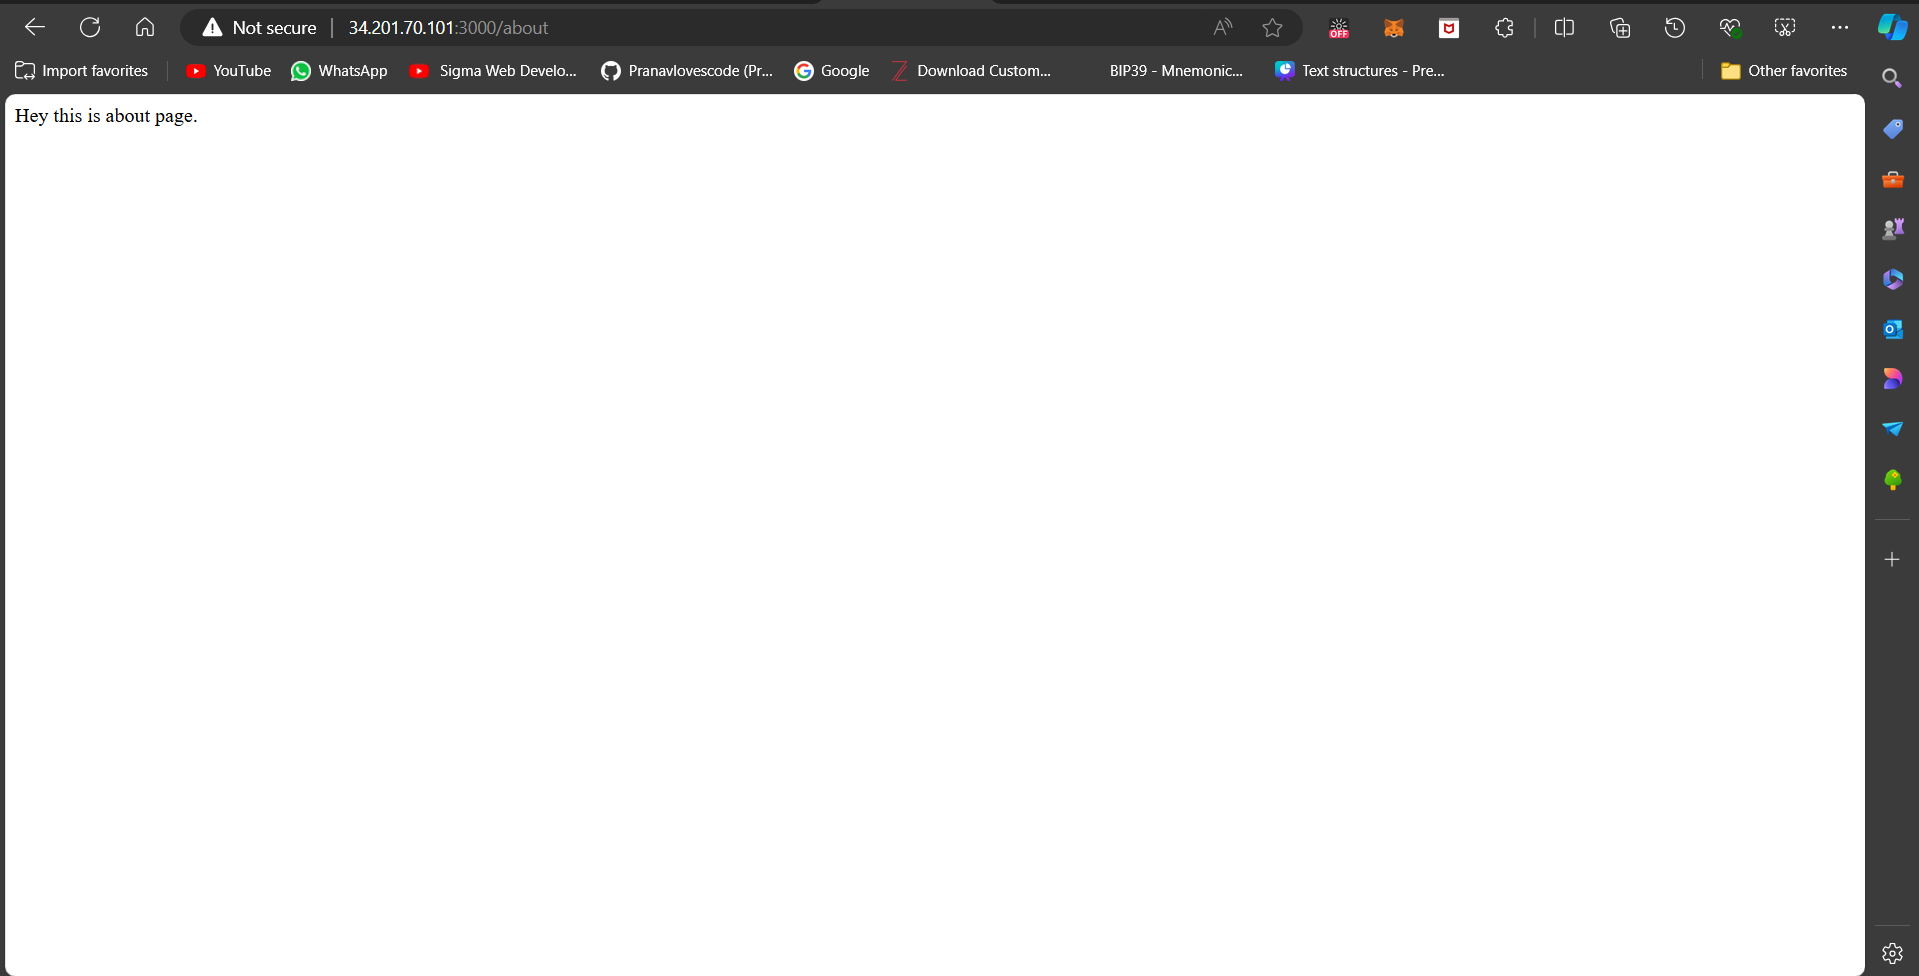 Not secure 34.201.70.101:3000/about
OFF
Import favorites YouTube WhatsApp Sigma Web Develo... Pranavlovescode (Pr... Google Download Custom... BIP39 - Mnemonic... Text structures - Pre... Other favorites
Hey this is about page.